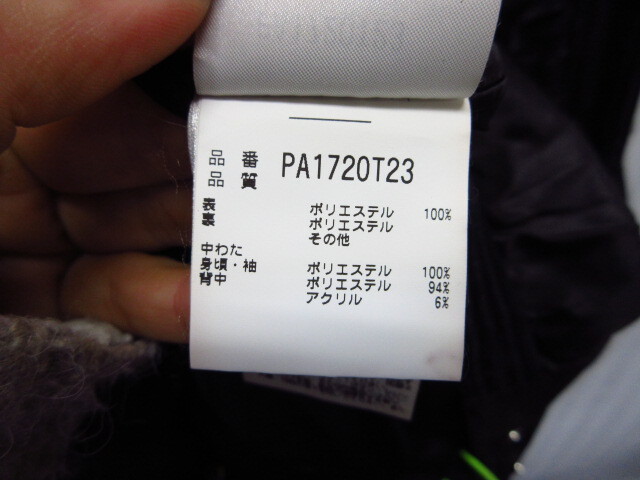 品番 PA1720T23
品質
表 ポリエステル 100%
裏 ポリエステル
その他
中わた
身頃・袖 ポリエステル 100%
背中 ポリエステル 94%
アクリル 6%